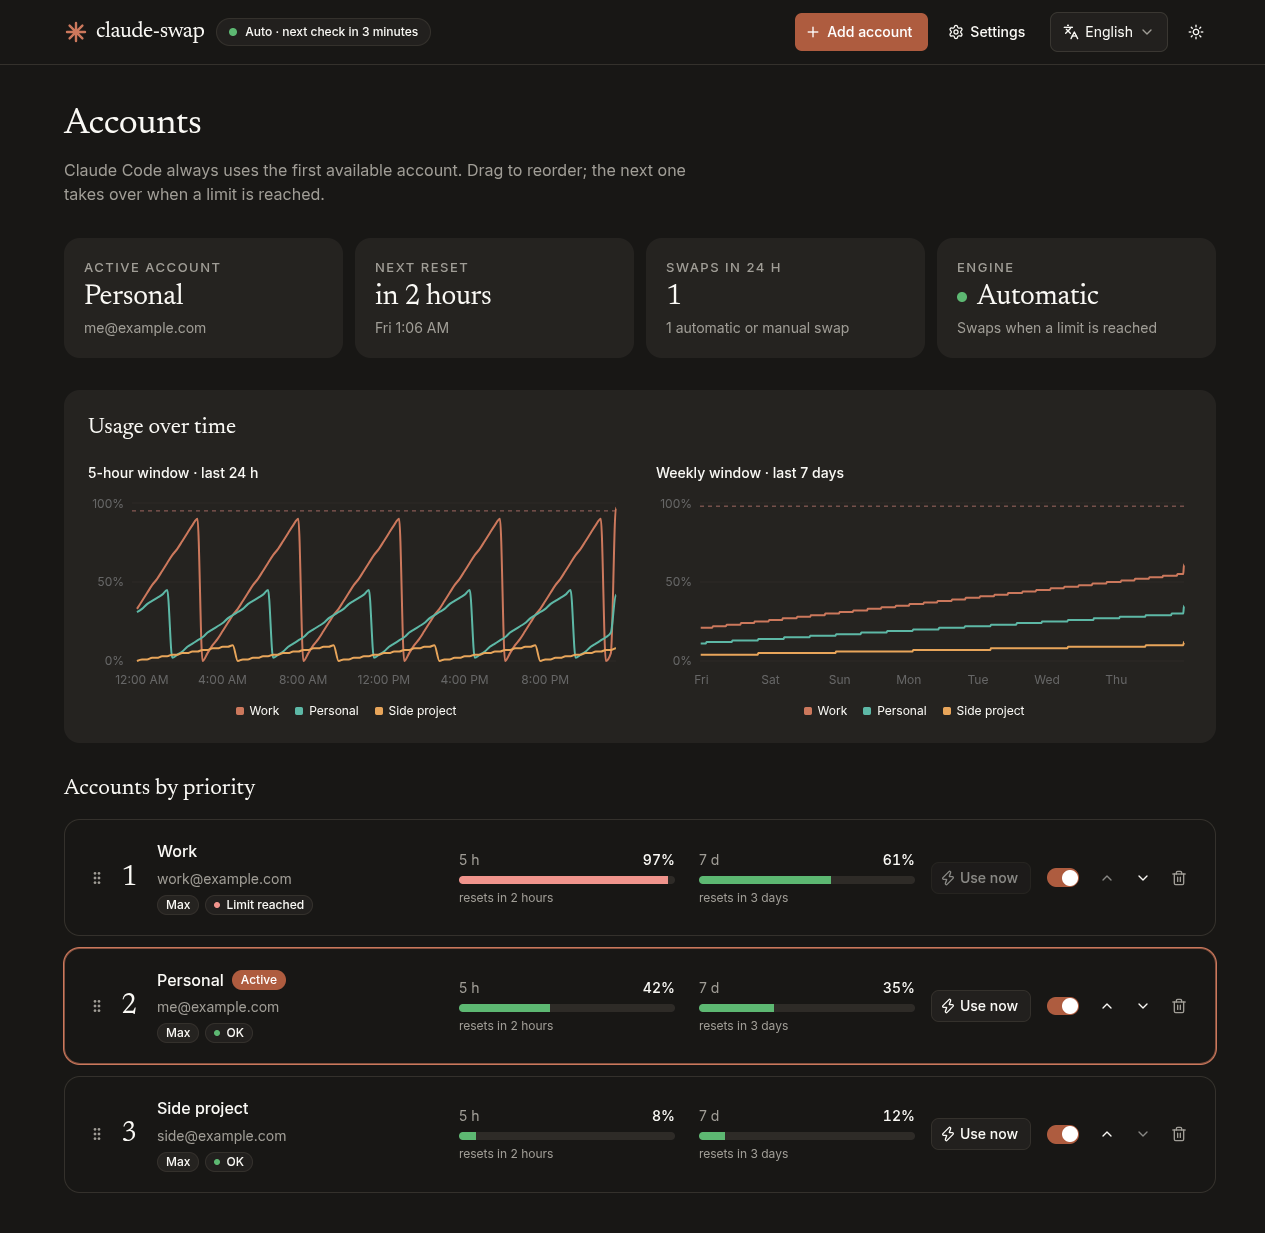 claude-swap
Auto · next check in 3 minutes
Add account
Settings
English
Accounts
Claude Code always uses the first available account. Drag to reorder; the next one
takes over when a limit is reached.
ACTIVE ACCOUNT
Personal
me@example.com
NEXT RESET
in 2 hours
Fri 1:06 AM
SWAPS IN 24 H
1
1 automatic or manual swap
ENGINE
Automatic
Swaps when a limit is reached
Usage over time
5-hour window · last 24 h
100%
50%
0%
12:00 AM 4:00 AM 8:00 AM 12:00 PM 4:00 PM 8:00 PM
Work Personal Side project
Weekly window · last 7 days
100%
50%
0%
Fri Sat Sun Mon Tue Wed Thu
Work Personal Side project
Accounts by priority
1
Work
work@example.com
Max Limit reached
5 h 97%
resets in 2 hours
7 d 61%
resets in 3 days
Use now
2
Personal Active
me@example.com
Max OK
5 h 42%
resets in 2 hours
7 d 35%
resets in 3 days
Use now
3
Side project
side@example.com
Max OK
5 h 8%
resets in 2 hours
7 d 12%
resets in 3 days
Use now